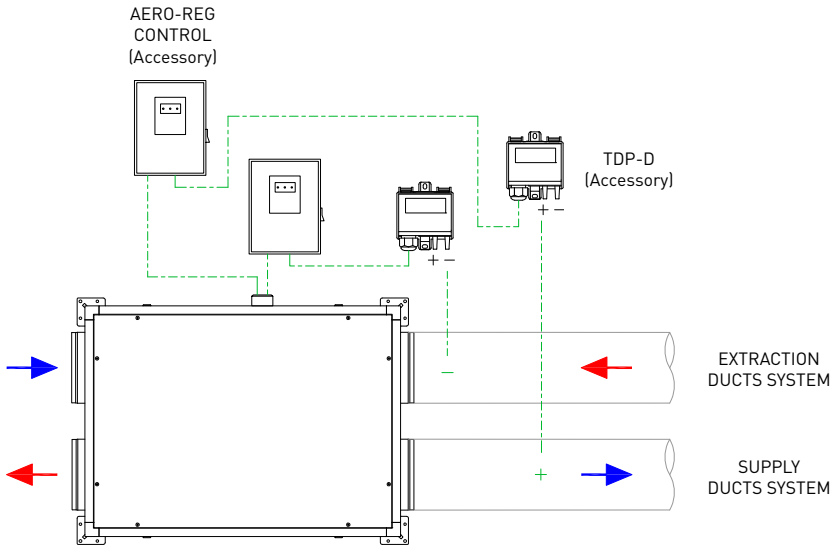 AERO-REG
CONTROL
(Accessory)
TDP-D
(Accessory)
+ −
+ −
−
EXTRACTION
DUCTS SYSTEM
+
SUPPLY
DUCTS SYSTEM